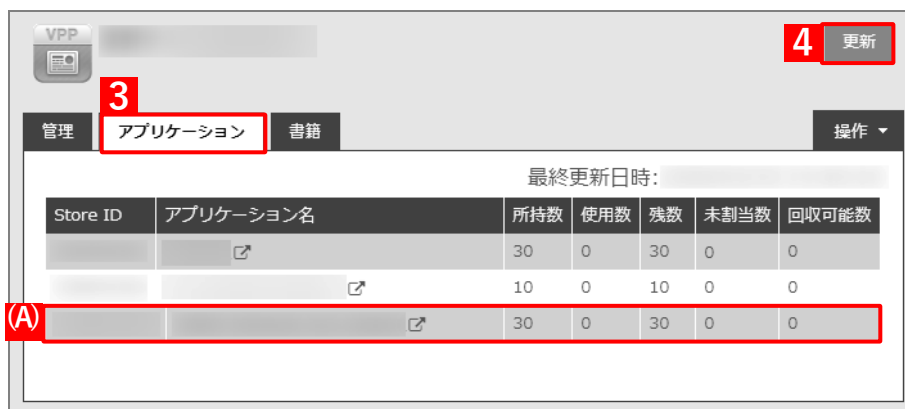 VPP
4 更新
3
管理 アプリケーション 書籍 操作
最終更新日時:
Store ID アプリケーション名 所持数 使用数 残数 未割当数 回収可能数
30 0 30 0 0
10 0 10 0 0
(A) 30 0 30 0 0